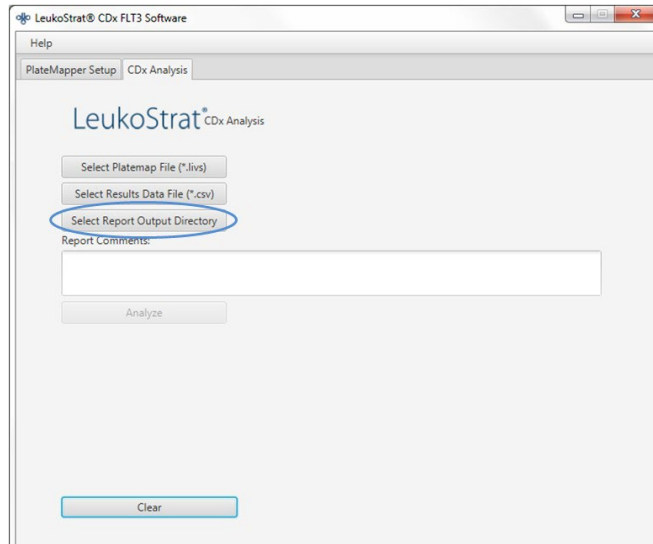 LeukoStrat® CDx FLT3 Software
Help
PlateMapper Setup CDx Analysis
LeukoStrat® CDx Analysis
Select Platemap File (*.livs)
Select Results Data File (*.csv)
Select Report Output Directory
Report Comments:
Analyze
Clear